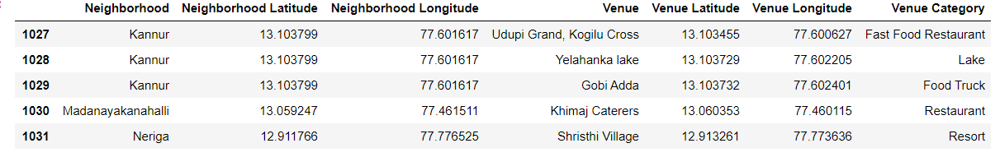 Neighborhood Neighborhood Latitude Neighborhood Longitude Venue Venue Latitude Venue Longitude Venue Category
1027 Kannur 13.103799 77.601617 Udupi Grand, Kogilu Cross 13.103455 77.600627 Fast Food Restaurant
1028 Kannur 13.103799 77.601617 Yelahanka lake 13.103729 77.602205 Lake
1029 Kannur 13.103799 77.601617 Gobi Adda 13.103732 77.602401 Food Truck
1030 Madanayakanahalli 13.059247 77.461511 Khimaj Caterers 13.060353 77.460115 Restaurant
1031 Neriga 12.911766 77.776525 Shristhi Village 12.913261 77.773636 Resort